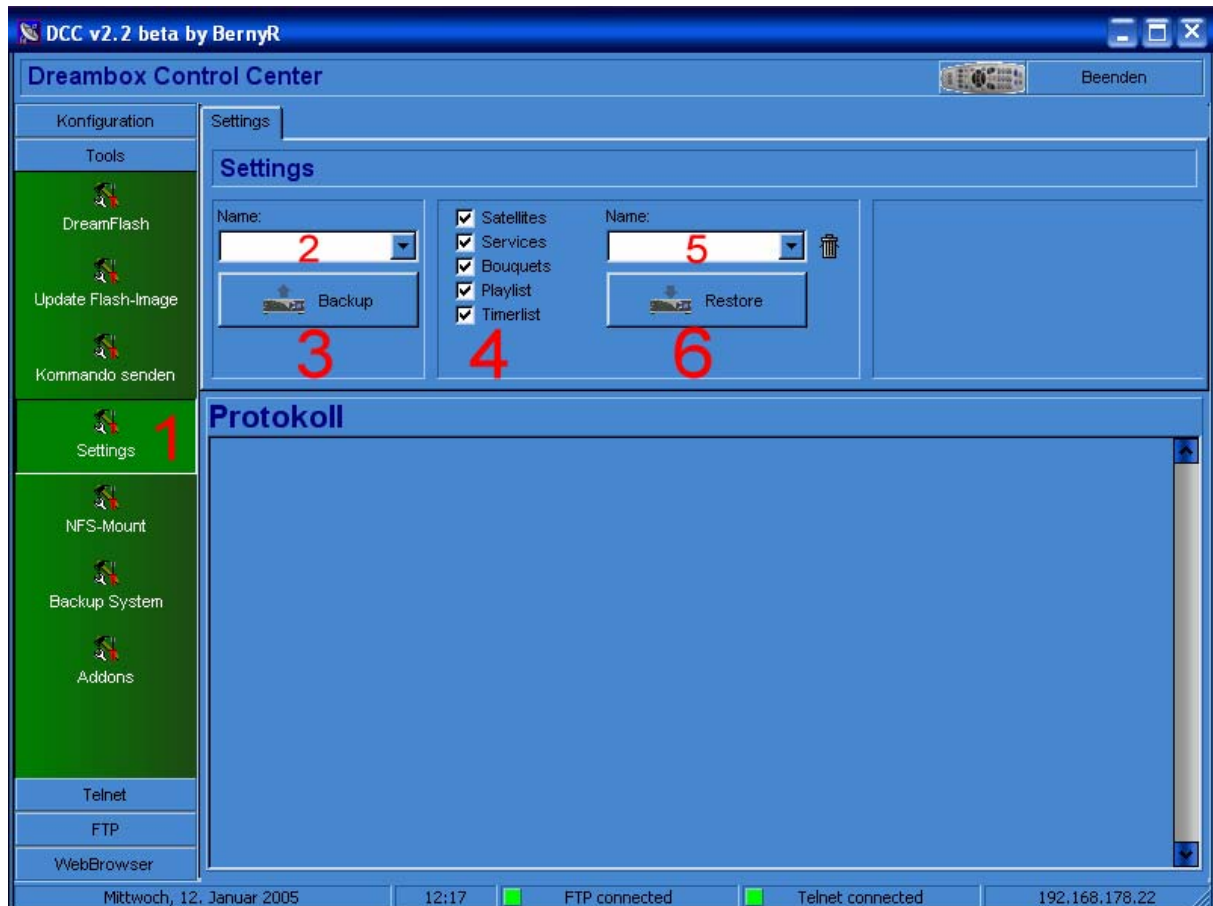 DCC v2.2 beta by BernyR
Dreambox Control Center
Beenden
Konfiguration
Tools
DreamFlash
Update Flash-Image
Kommando senden
Settings
1
NFS-Mount
Backup System
Addons
Telnet
FTP
WebBrowser
Settings
Settings
Name:
2
Backup
3
Satellites
Services
Bouquets
Playlist
Timerlist
4
Name:
5
Restore
6
Protokoll
Mittwoch, 12. Januar 2005
12:17
FTP connected
Telnet connected
192.168.178.22